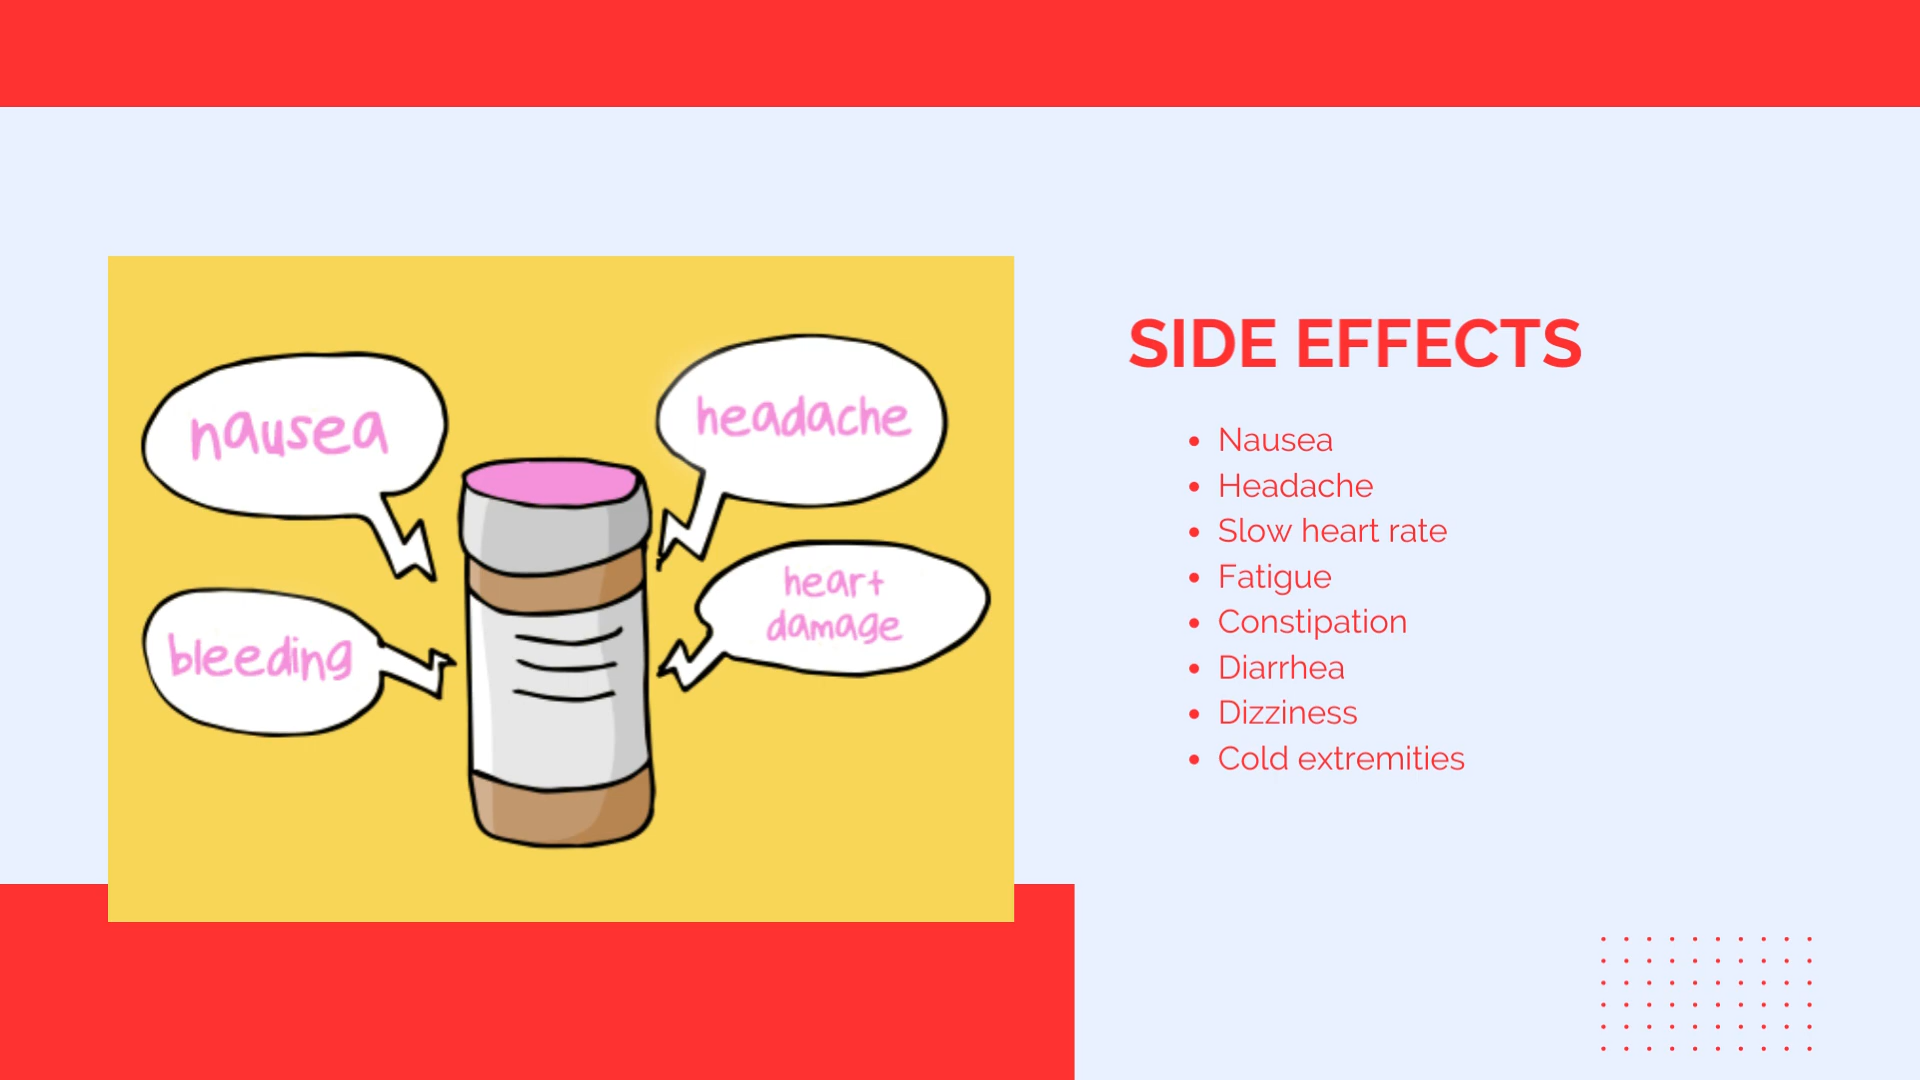 nausea
headache
bleeding
heart
damage
SIDE EFFECTS
• Nausea
• Headache
• Slow heart rate
• Fatigue
• Constipation
• Diarrhea
• Dizziness
• Cold extremities